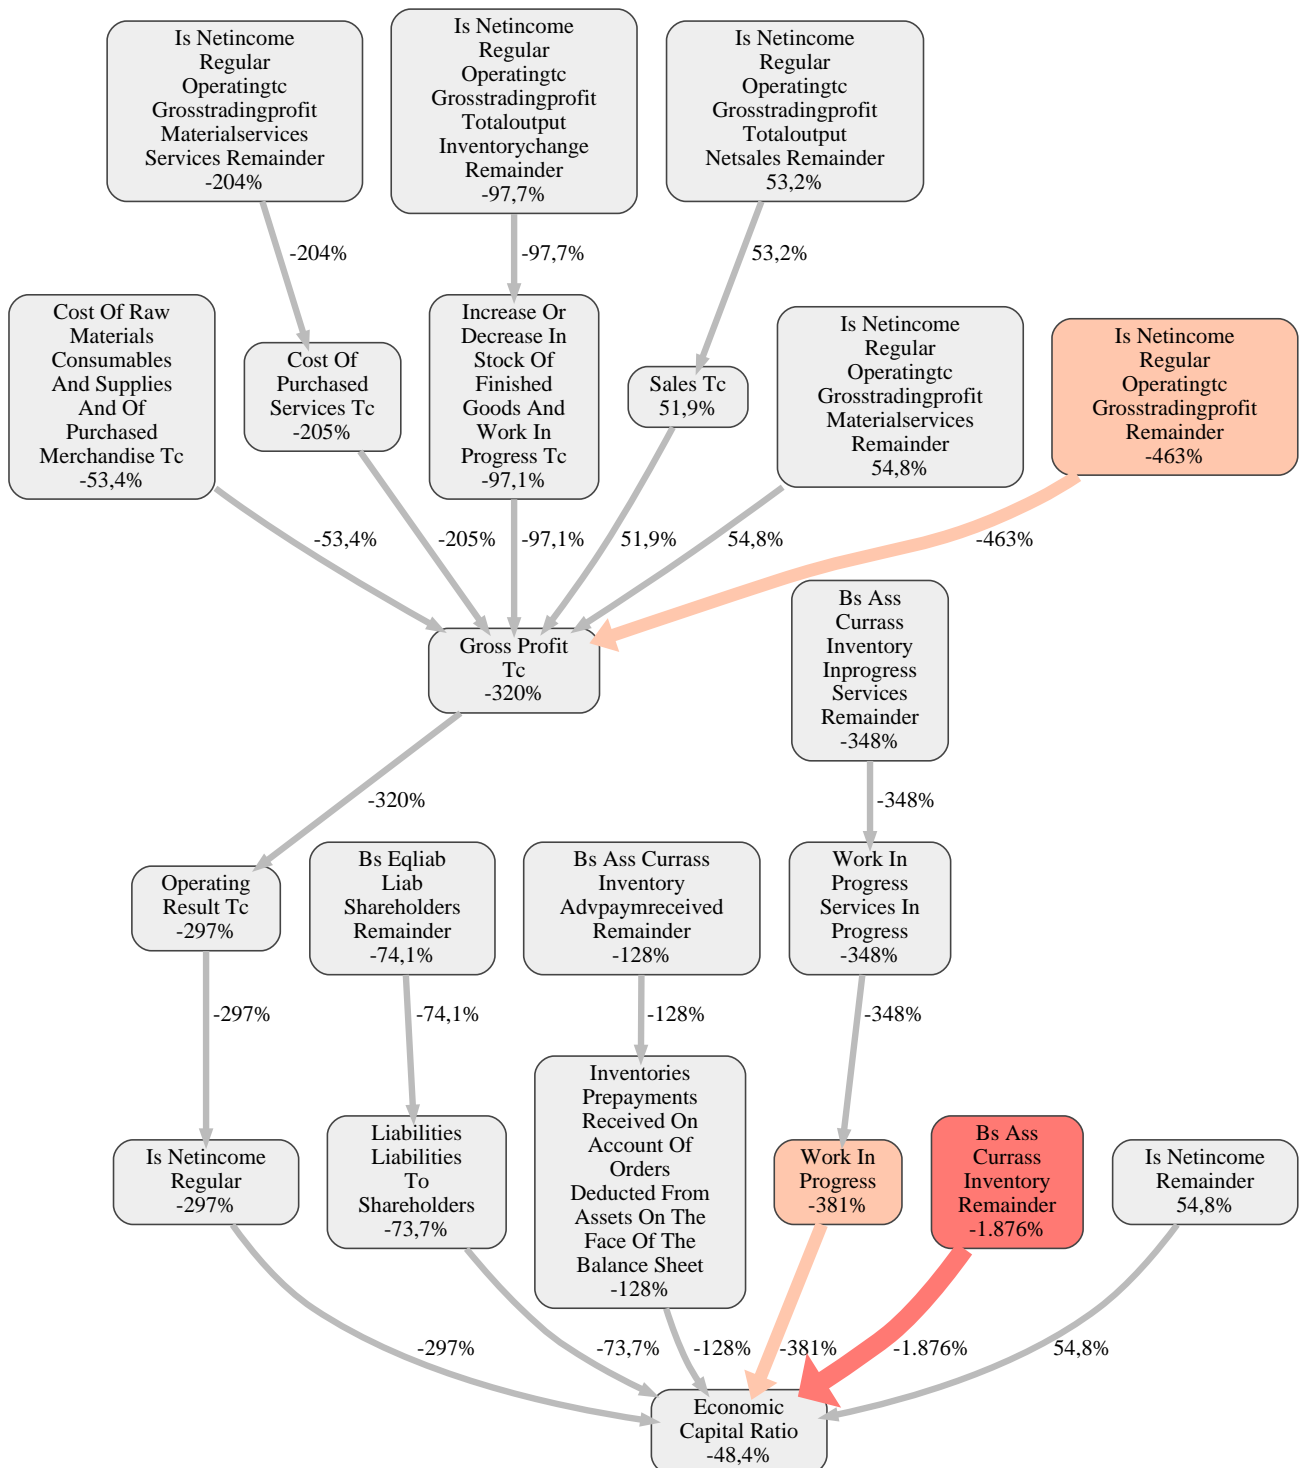 Is Netincome
Regular
Operatingtc
Grosstradingprofit
Materialservices
Services Remainder
-204%
Is Netincome
Regular
Operatingtc
Grosstradingprofit
Totaloutput
Inventorychange
Remainder
-97,7%
Is Netincome
Regular
Operatingtc
Grosstradingprofit
Totaloutput
Netsales Remainder
53,2%
-204%
-97,7%
53,2%
Cost Of Raw
Materials
Consumables
And Supplies
And Of
Purchased
Merchandise Tc
-53,4%
Cost Of
Purchased
Services Tc
-205%
Increase Or
Decrease In
Stock Of
Finished
Goods And
Work In
Progress Tc
-97,1%
Sales Tc
51,9%
Is Netincome
Regular
Operatingtc
Grosstradingprofit
Materialservices
Remainder
54,8%
Is Netincome
Regular
Operatingtc
Grosstradingprofit
Remainder
-463%
-53,4%
-205%
-97,1%
51,9%
54,8%
-463%
Gross Profit
Tc
-320%
Bs Ass
Currass
Inventory
Inprogress
Services
Remainder
-348%
-320%
-348%
Operating
Result Tc
-297%
Bs Eqliab
Liab
Shareholders
Remainder
-74,1%
Bs Ass Currass
Inventory
Advpaymreceived
Remainder
-128%
Work In
Progress
Services In
Progress
-348%
-297%
-74,1%
-128%
-348%
Is Netincome
Regular
-297%
Liabilities
Liabilities
To
Shareholders
-73,7%
Inventories
Prepayments
Received On
Account Of
Orders
Deducted From
Assets On The
Face Of The
Balance Sheet
-128%
Work In
Progress
-381%
Bs Ass
Currass
Inventory
Remainder
-1.876%
Is Netincome
Remainder
54,8%
-297%
-73,7%
-128%
-381%
-1.876%
54,8%
Economic
Capital Ratio
-48,4%